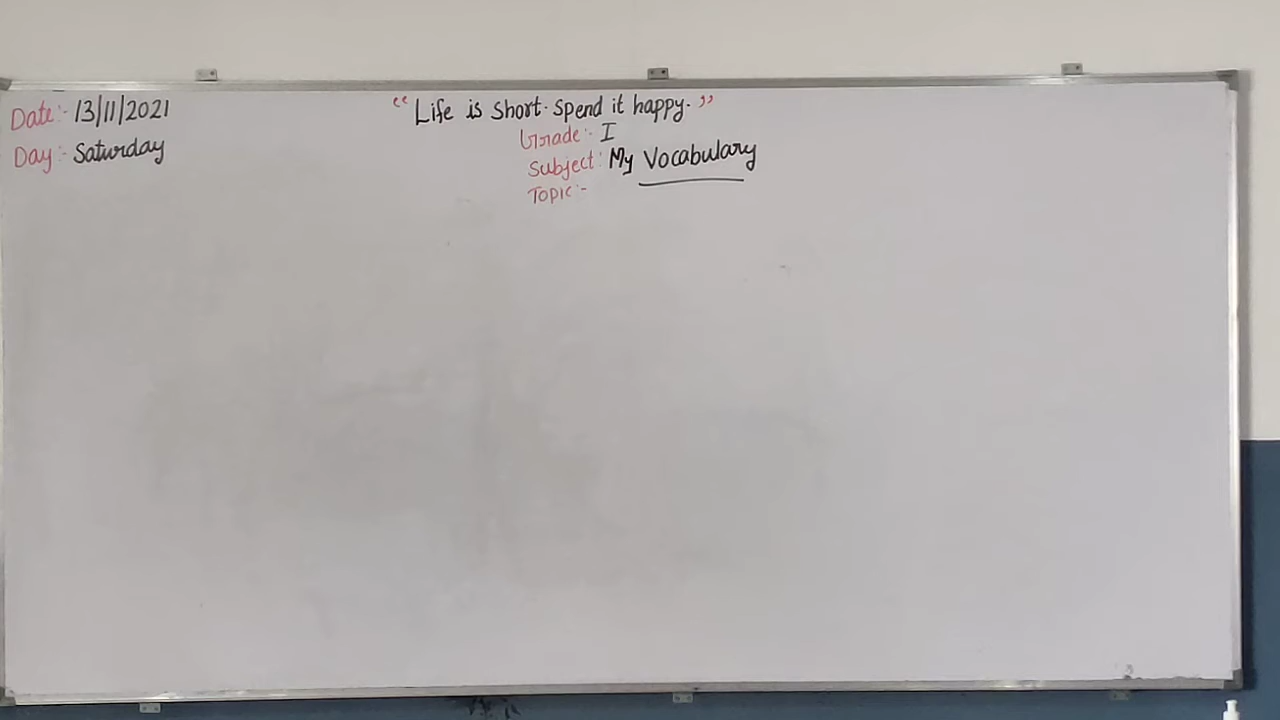 Date:- 13/11/2021
Day:- Saturday
"Life is short. spend it happy."
Grade:- I
Subject: My Vocabulary
Topic:-